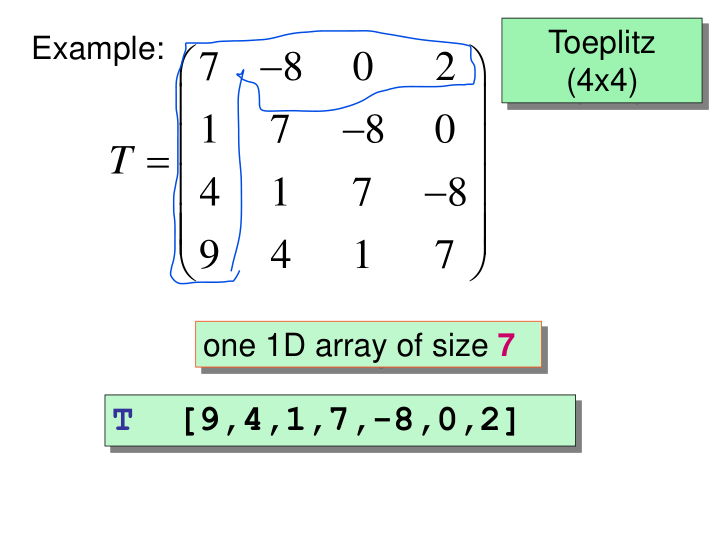 Example:
Toeplitz
(4x4)
7 −8 0 2
1 7 −8 0
T =
4 1 7 −8
9 4 1 7
one 1D array of size 7
T [9,4,1,7,-8,0,2]